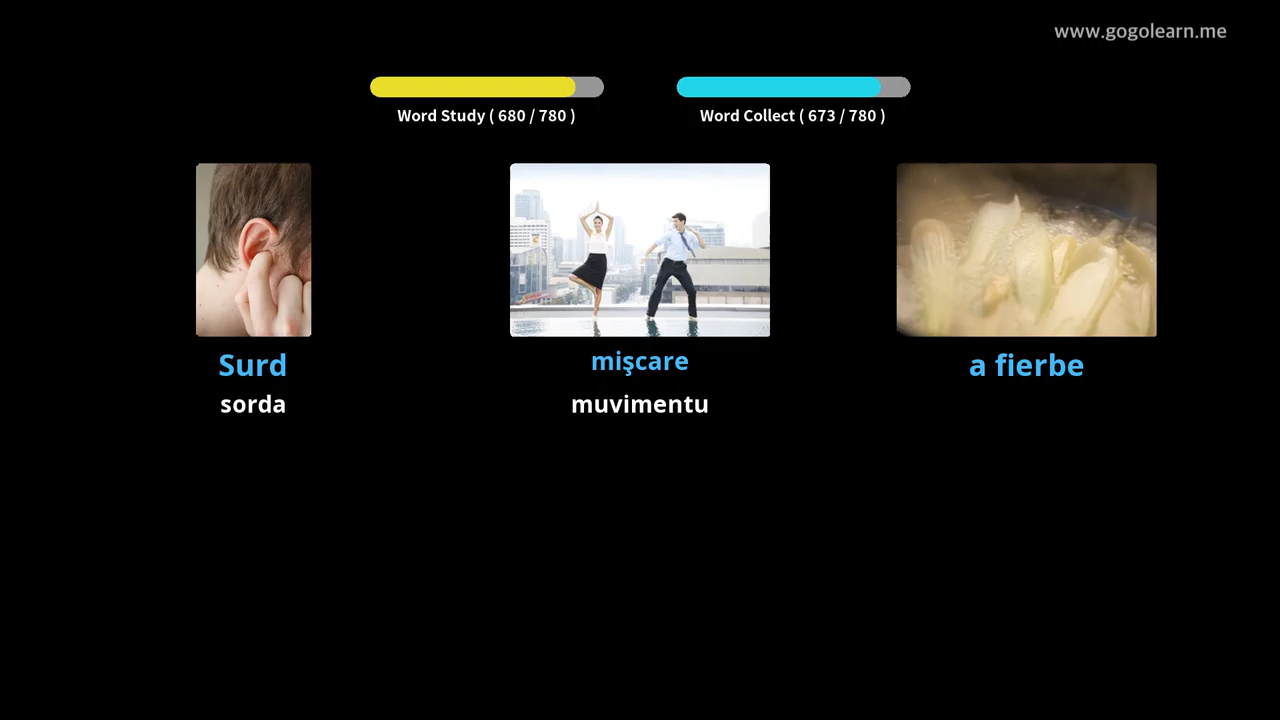 www.gogolearn.me
Word Study ( 680 / 780 )
Word Collect ( 673 / 780 )
Surd
mişcare
a fierbe
sorda
muvimentu